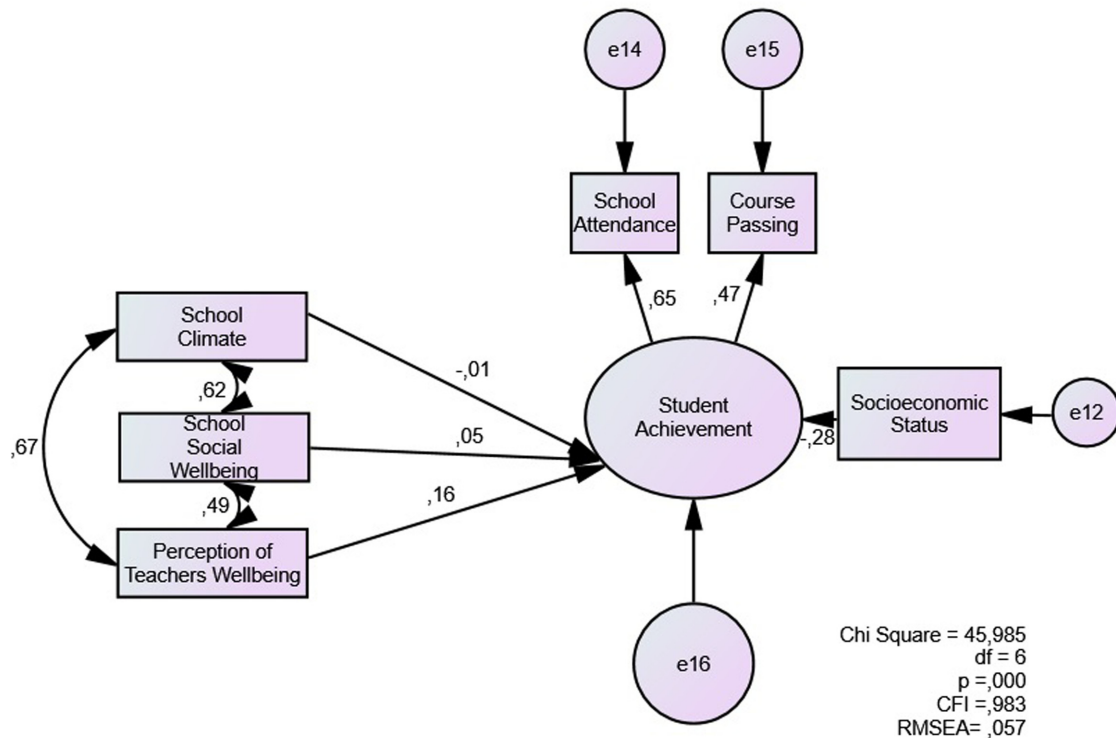 e14
e15
School
Attendance
Course
Passing
,65
,47
School
Climate
-,01
,62
School
Social
Wellbeing
,05
,67
,49
,16
Perception of
Teachers Wellbeing
Student
Achievement
-,28
Socioeconomic
Status
e12
e16
Chi Square = 45,985
df = 6
p =,000
CFI =,983
RMSEA= ,057